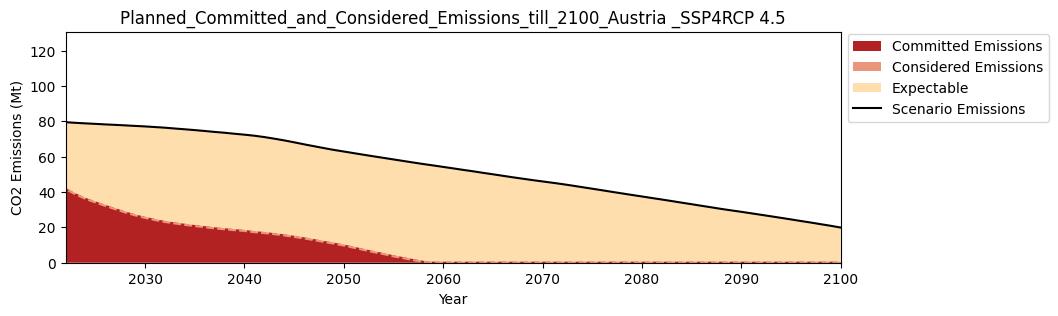 Planned_Committed_and_Considered_Emissions_till_2100_Austria _SSP4RCP 4.5
CO2 Emissions (Mt)
120
100
80
60
40
20
0
2030 2040 2050 2060 2070 2080 2090 2100
Year
Committed Emissions
Considered Emissions
Expectable
Scenario Emissions